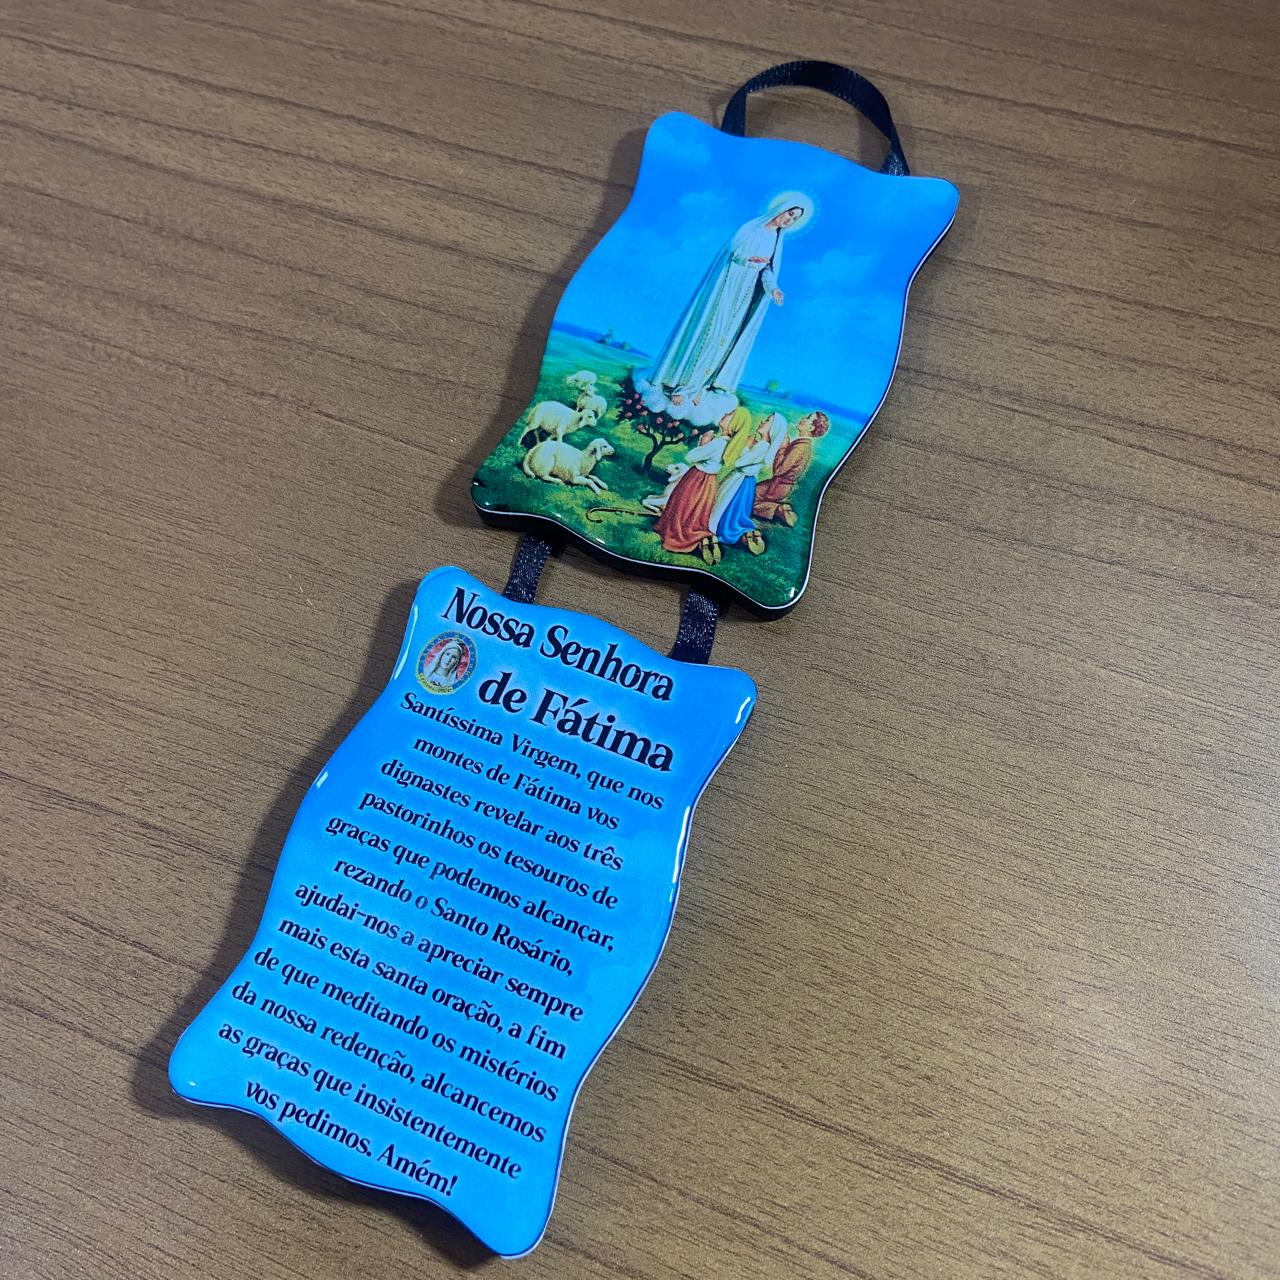 Nossa Senhora
de Fátima
Santíssima Virgem, que nos
montes de Fátima vos
dignastes revelar aos três
pastorinhos os tesouros de
graças que podemos alcançar,
rezando o Santo Rosário,
ajudai-nos a apreciar sempre
mais esta santa oração, a fim
de que meditando os mistérios
da nossa redenção, alcancemos
as graças que insistentemente
vos pedimos. Amém!